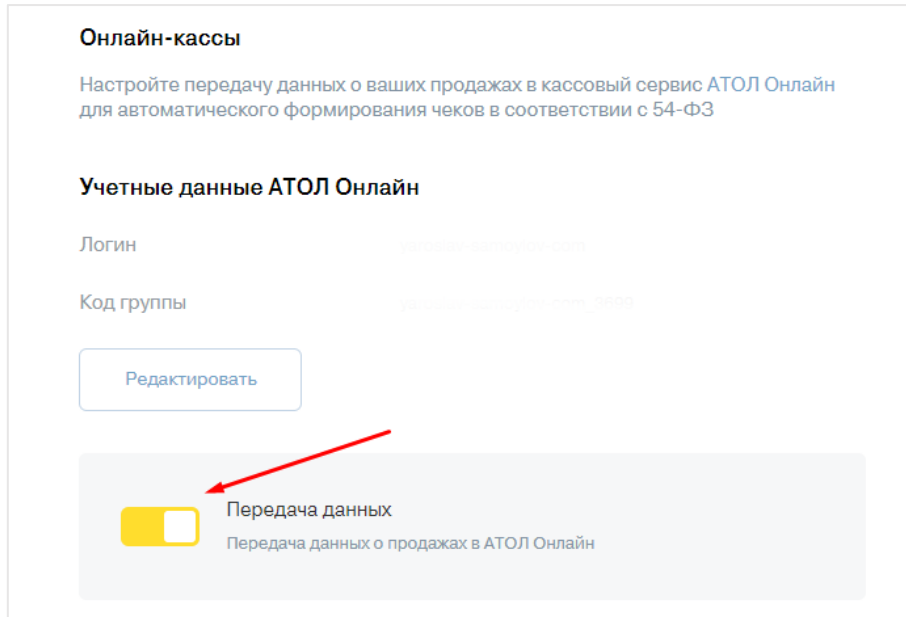 Онлайн-кассы
Настройте передачу данных о ваших продажах в кассовый сервис АТОЛ Онлайн
для автоматического формирования чеков в соответствии с 54-ФЗ
Учетные данные АТОЛ Онлайн
Логин
Код группы
Редактировать
Передача данных
Передача данных о продажах в АТОЛ Онлайн